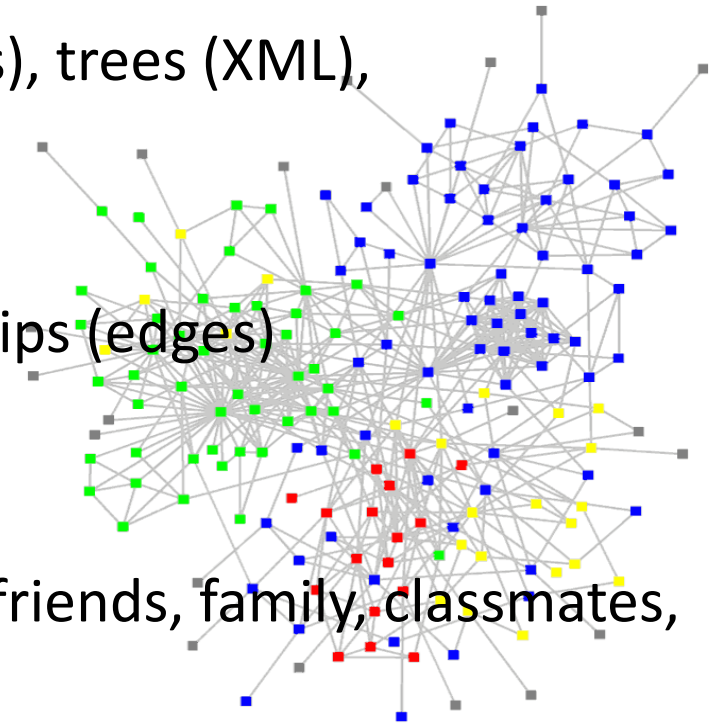 s), trees (XML),
ips (edges)
friends, family, classmates,